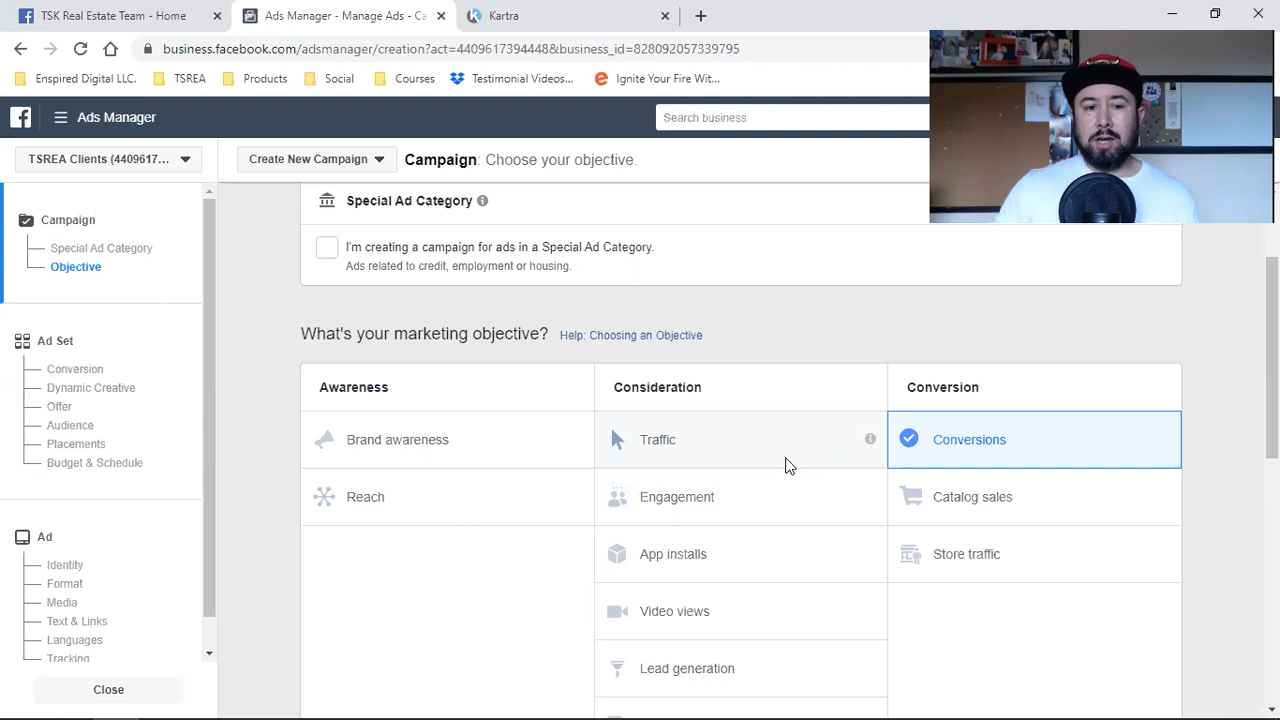 TSK Real Estate Team - Home
Ads Manager - Manage Ads - Ca
Kartra
business.facebook.com/adsmanager/creation?act=4409617394448&business_id=828092057339795
Enspired Digital LLC.
TSREA
Products
Social
Courses
Testimonial Videos...
Ignite Your Fire Wit...
Ads Manager
Search business
TSREA Clients (4409617...
Create New Campaign
Campaign: Choose your objective.
Campaign
Special Ad Category
Objective
Ad Set
Conversion
Dynamic Creative
Offer
Audience
Placements
Budget & Schedule
Ad
Identity
Format
Media
Text & Links
Languages
Tracking
Close
Special Ad Category
I'm creating a campaign for ads in a Special Ad Category.
Ads related to credit, employment or housing.
What's your marketing objective? Help: Choosing an Objective
Awareness
Consideration
Conversion
Brand awareness
Traffic
Conversions
Reach
Engagement
Catalog sales
App installs
Store traffic
Video views
Lead generation